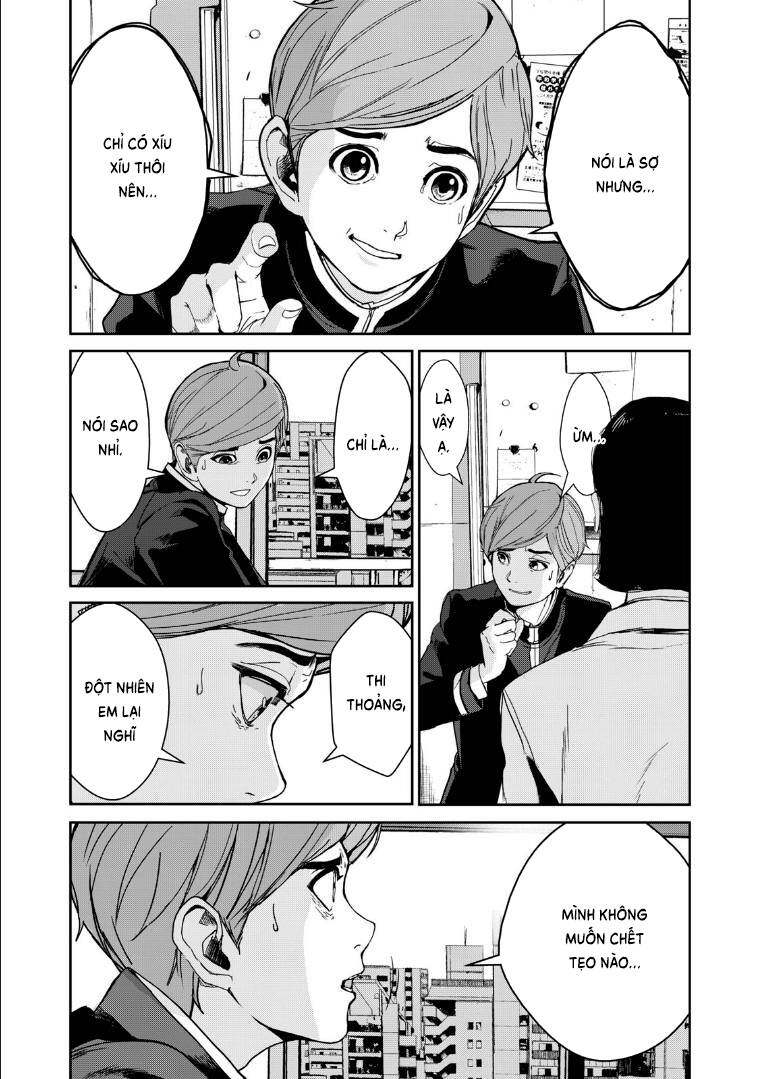 NÓI LÀ SỢ
NHƯNG...
CHỈ CÓ XÍU
XÍU THÔI
NÊN...
ỪM...
LÀ
VẬY
Ạ,
CHỈ LÀ...
NÓI SAO
NHỈ,
THI
THOẢNG,
ĐỘT NHIÊN
EM LẠI
NGHĨ
MÌNH KHÔNG
MUỐN CHẾT
TẸO NÀO...